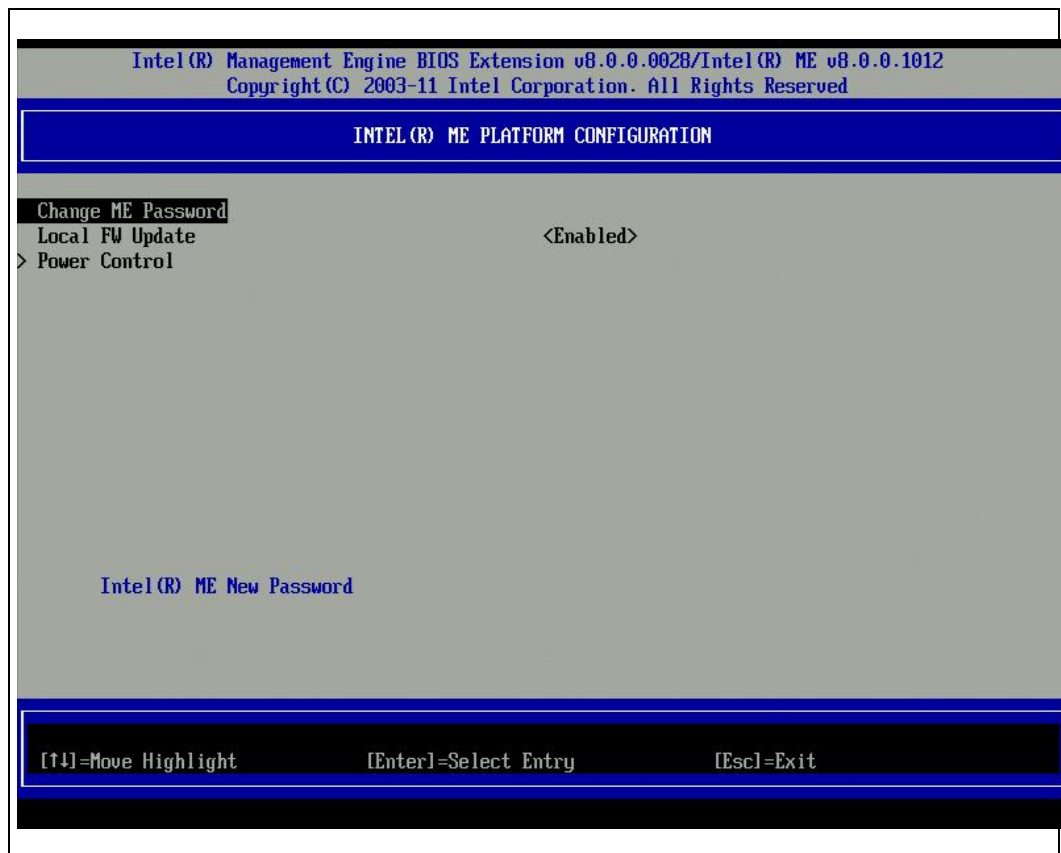 Intel(R) Management Engine BIOS Extension v8.0.0.0028/Intel(R) ME v8.0.0.1012
Copyright(C) 2003-11 Intel Corporation. All Rights Reserved
INTEL(R) ME PLATFORM CONFIGURATION
Change ME Password
Local FW Update <Enabled>
> Power Control
Intel(R) ME New Password
[↑↓]=Move Highlight [Enter]=Select Entry [Esc]=Exit